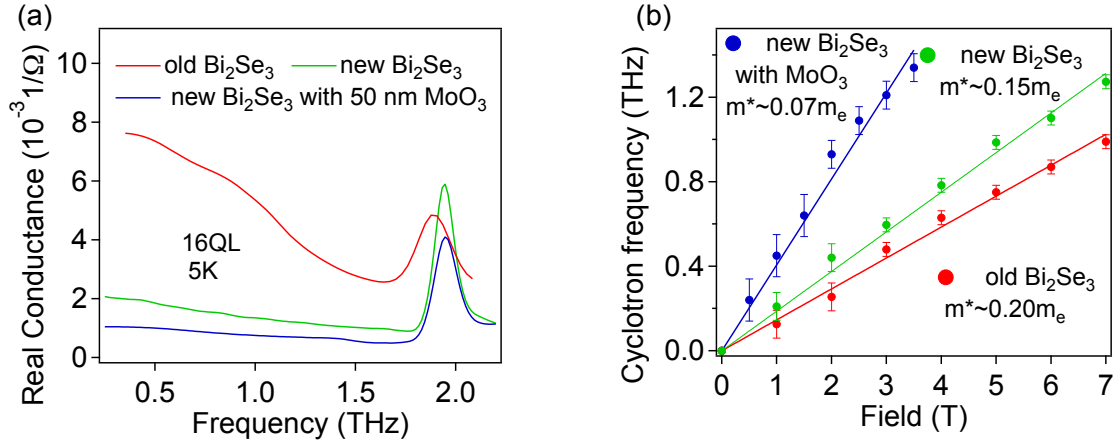 (a)
Real Conductance (10⁻³1/Ω)
10
8
6
4
2
0
old Bi₂Se₃
new Bi₂Se₃
new Bi₂Se₃ with 50 nm MoO₃
16QL
5K
0.5
1.0
1.5
2.0
Frequency (THz)
(b)
Cyclotron frequency (THz)
1.2
0.8
0.4
0.0
new Bi₂Se₃
with MoO₃
m*~0.07mₑ
new Bi₂Se₃
m*~0.15mₑ
old Bi₂Se₃
m*~0.20mₑ
0
1
2
3
4
5
6
7
Field (T)